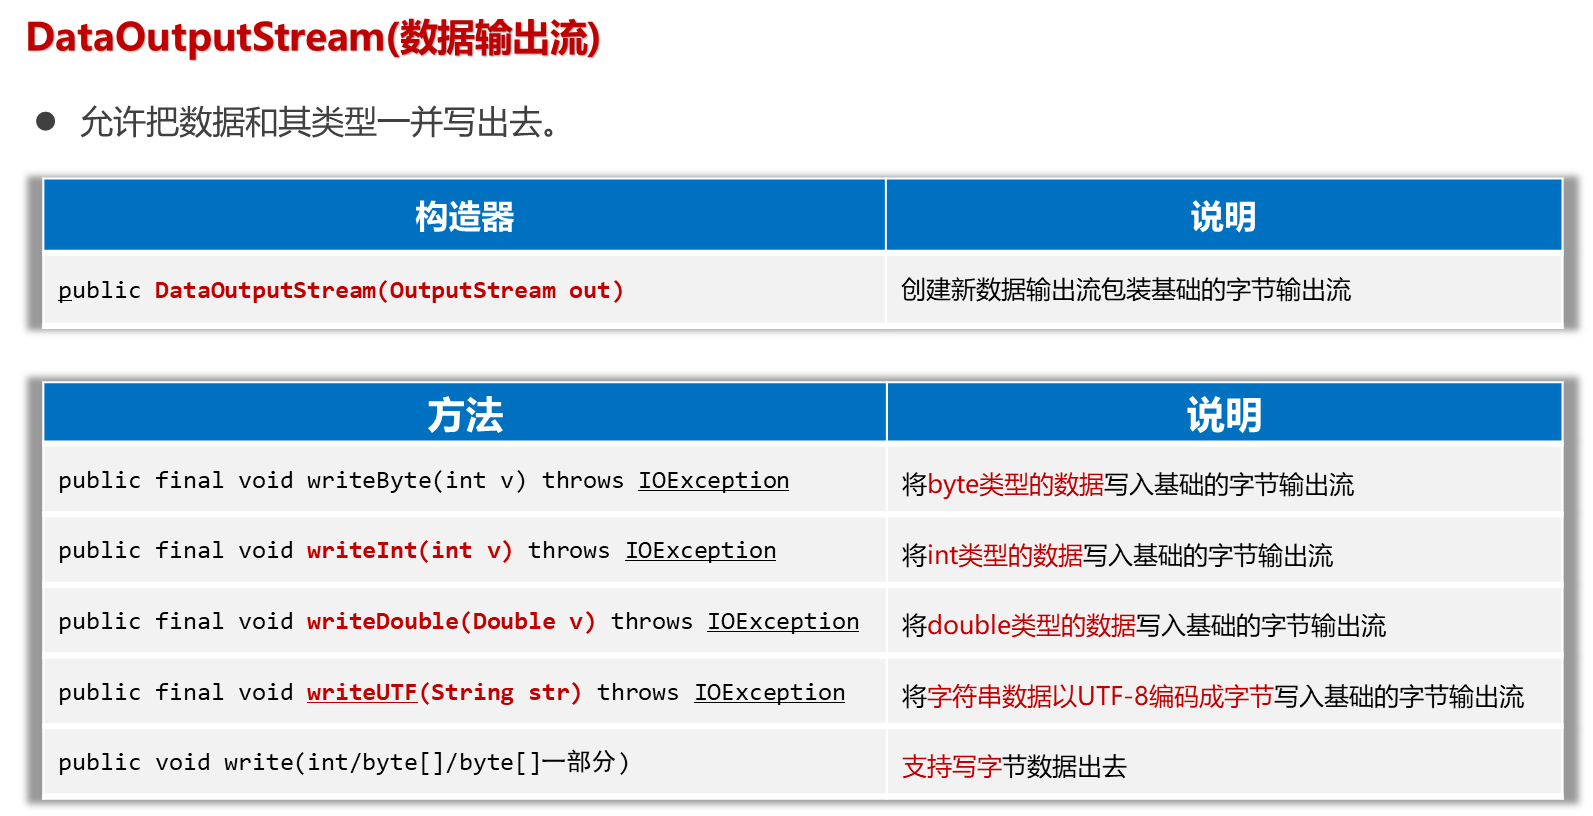 DataOutputStream(数据输出流)
● 允许把数据和其类型一并写出去。
构造器 说明
public DataOutputStream(OutputStream out) 创建新数据输出流包装基础的字节输出流
方法 说明
public final void writeByte(int v) throws IOException 将byte类型的数据写入基础的字节输出流
public final void writeInt(int v) throws IOException 将int类型的数据写入基础的字节输出流
public final void writeDouble(Double v) throws IOException 将double类型的数据写入基础的字节输出流
public final void writeUTF(String str) throws IOException 将字符串数据以UTF-8编码成字节写入基础的字节输出流
public void write(int/byte[]/byte[]一部分) 支持写字节数据出去